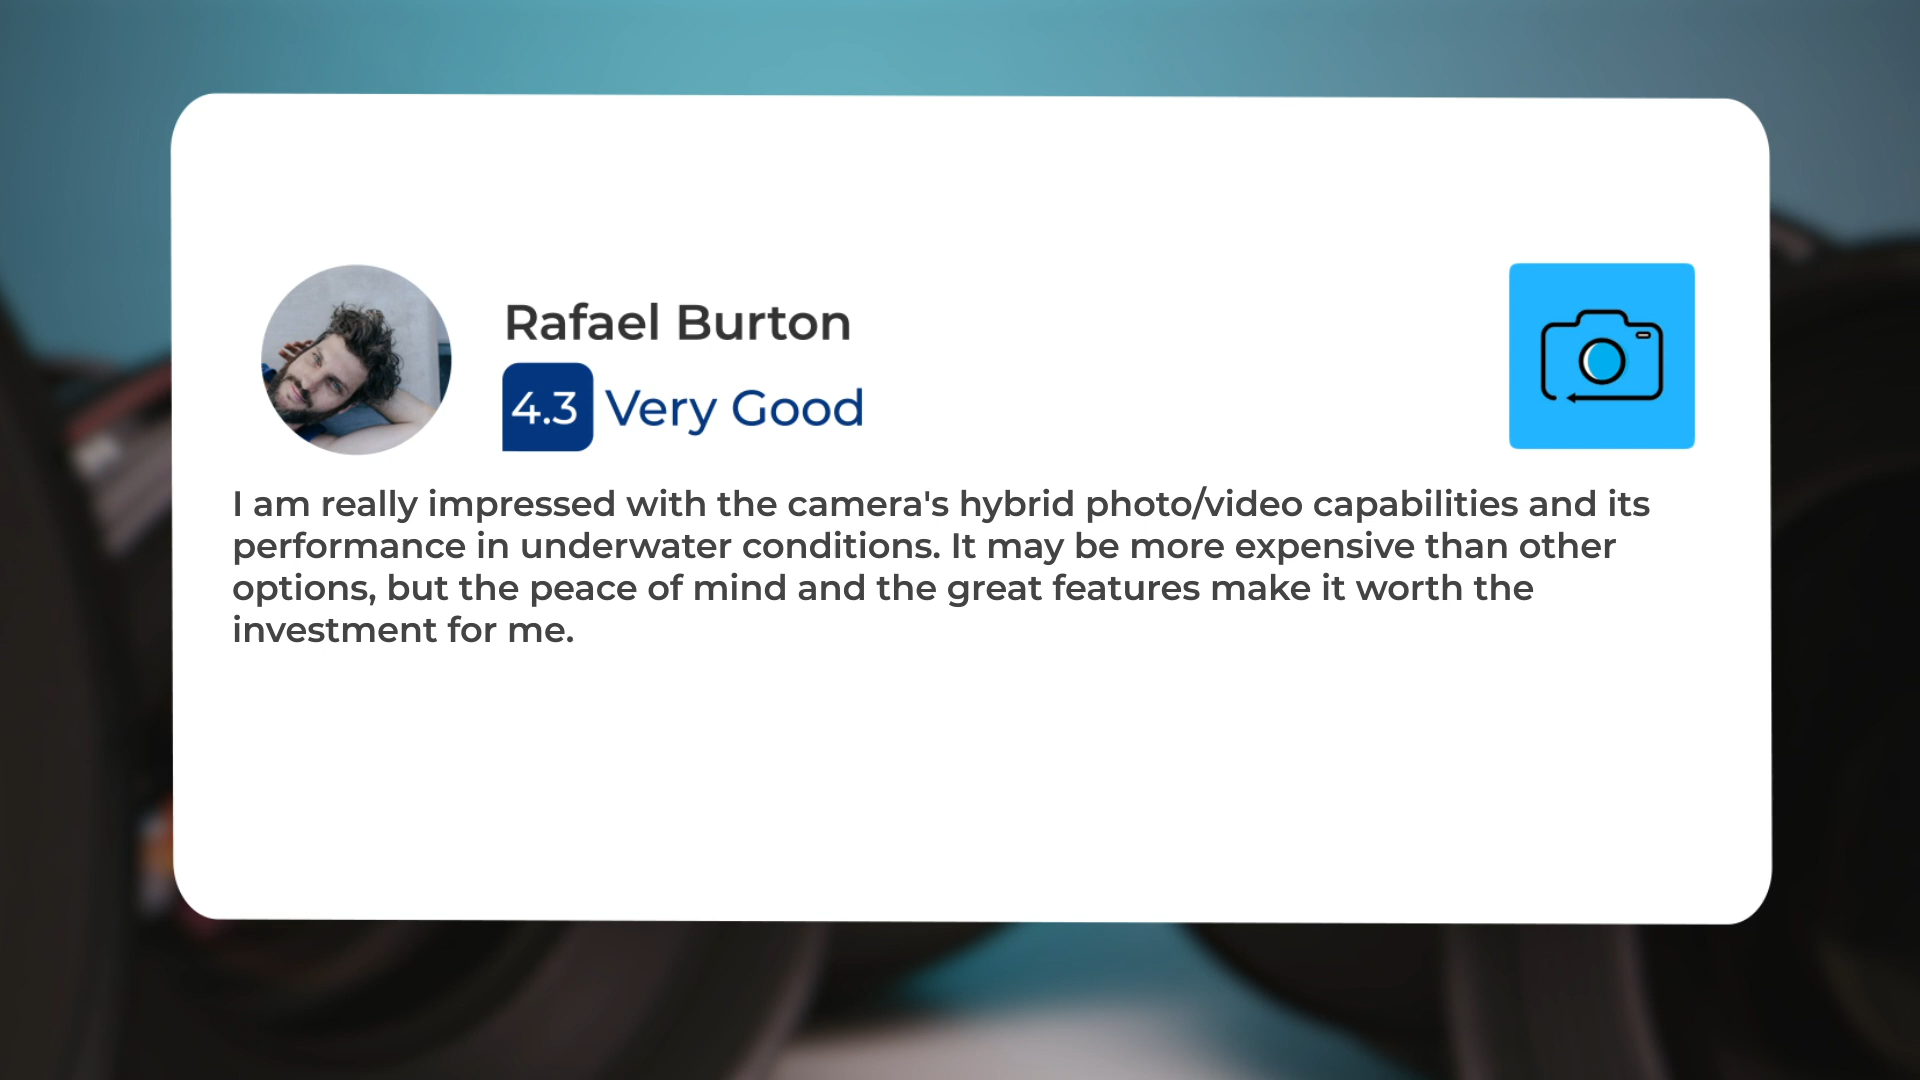 Rafael Burton
4.3 Very Good
I am really impressed with the camera's hybrid photo/video capabilities and its
performance in underwater conditions. It may be more expensive than other
options, but the peace of mind and the great features make it worth the
investment for me.